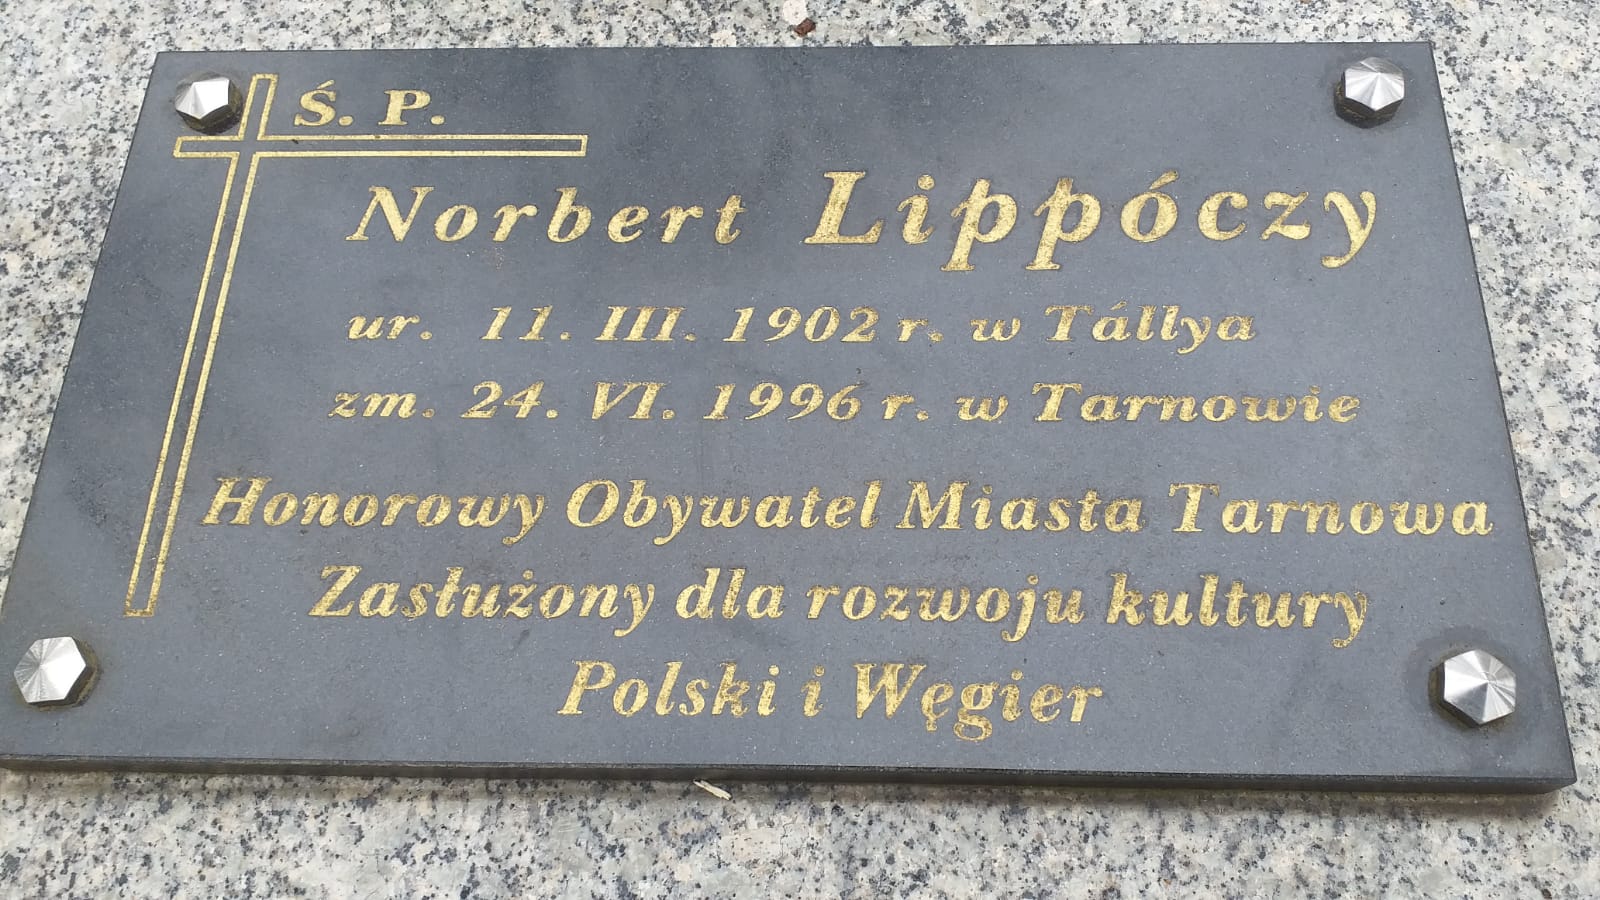 Ś. P.
Norbert Lippóczy
ur. 11. III. 1902 r. w Tállya
zm. 24. VI. 1996 r. w Tarnowie
Honorowy Obywatel Miasta Tarnowa
Zasłużony dla rozwoju kultury
Polski i Węgier